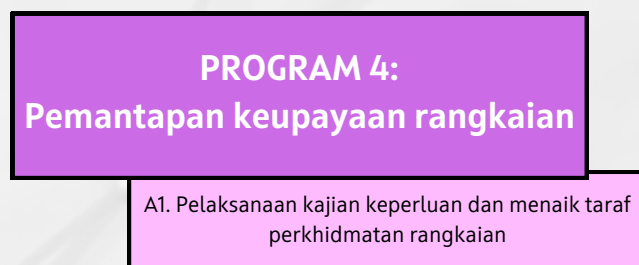 PROGRAM 4:
Pemantapan keupayaan rangkaian
A1. Pelaksanaan kajian keperluan dan menaik taraf
perkhidmatan rangkaian